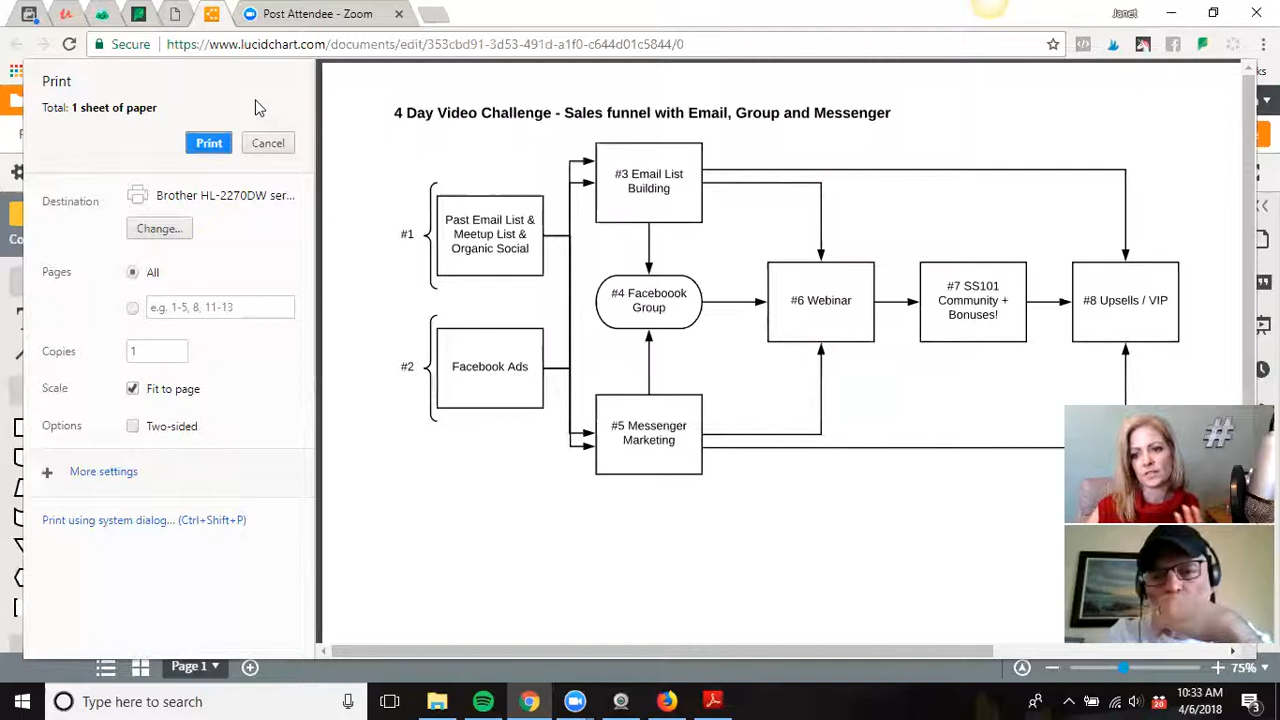 Post Attendee - Zoom
Janet
Secure
https://www.lucidchart.com/documents/edit/353cbd91-3d53-491d-a1f0-c644d01c5844/0
Print
Total: 1 sheet of paper
Print
Cancel
Destination
Brother HL-2270DW ser...
Change...
Pages
All
e.g. 1-5, 8, 11-13
Copies
1
Scale
Fit to page
Options
Two-sided
More settings
Print using system dialog... (Ctrl+Shift+P)
4 Day Video Challenge - Sales funnel with Email, Group and Messenger
#1
Past Email List &
Meetup List &
Organic Social
#2
Facebook Ads
#3 Email List
Building
#4 Faceboook
Group
#5 Messenger
Marketing
#6 Webinar
#7 SS101
Community +
Bonuses!
#8 Upsells / VIP
#
Page 1
75%
Type here to search
20
10:33 AM
4/6/2018
3